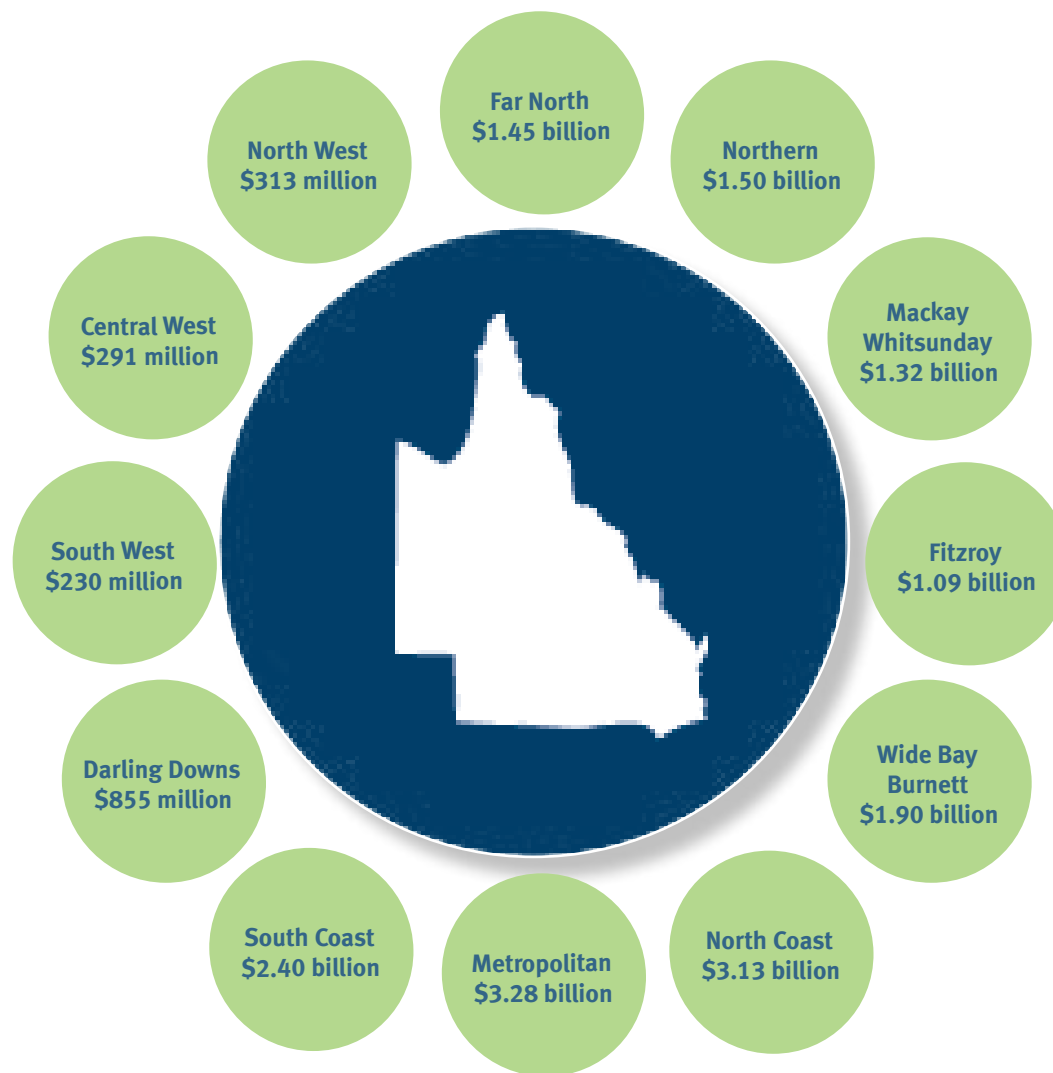 Far North
$1.45 billion
Northern
$1.50 billion
Mackay
Whitsunday
$1.32 billion
Fitzroy
$1.09 billion
Wide Bay
Burnett
$1.90 billion
North Coast
$3.13 billion
Metropolitan
$3.28 billion
South Coast
$2.40 billion
Darling Downs
$855 million
South West
$230 million
Central West
$291 million
North West
$313 million